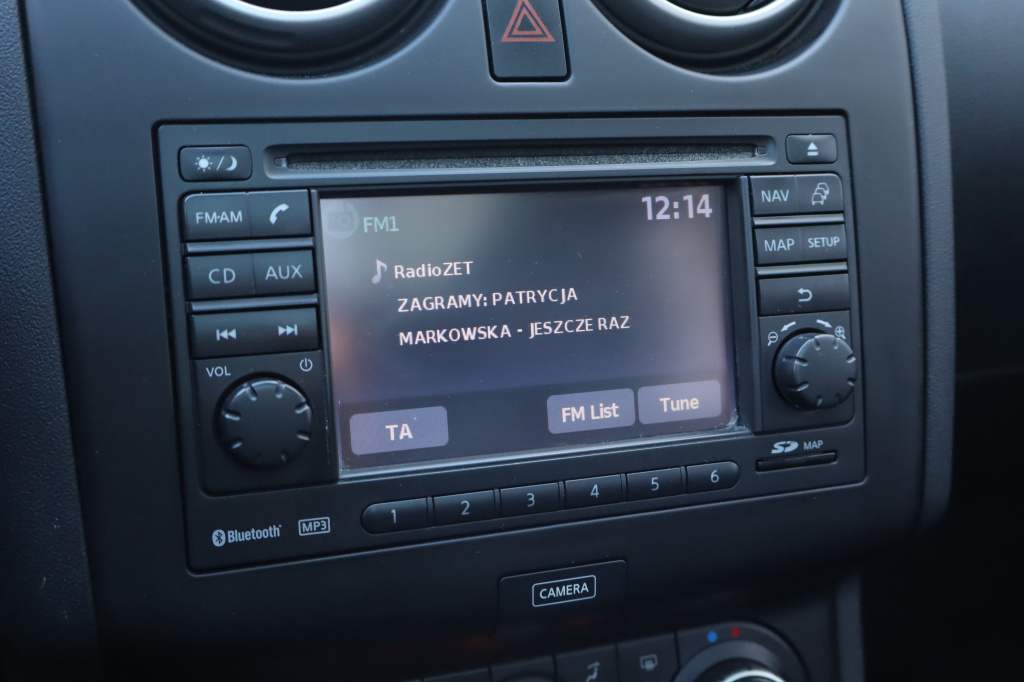 FM·AM
CD
AUX
VOL
FM1
12:14
RadioZET
ZAGRAMY: PATRYCJA
MARKOWSKA - JESZCZE RAZ
TA
FM List
Tune
NAV
MAP
SETUP
SD MAP
1
2
3
4
5
6
Bluetooth®
MP3
CAMERA